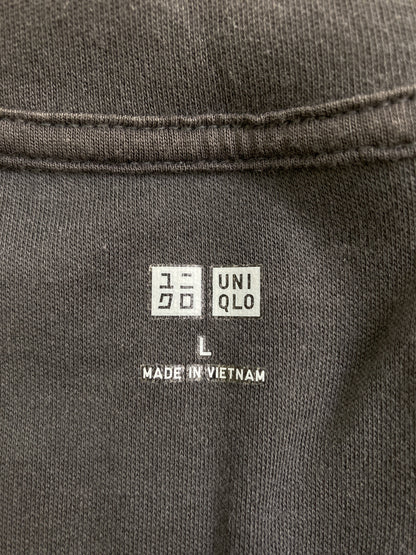 ユニ UNI
クロ QLO
L
MADE IN VIETNAM